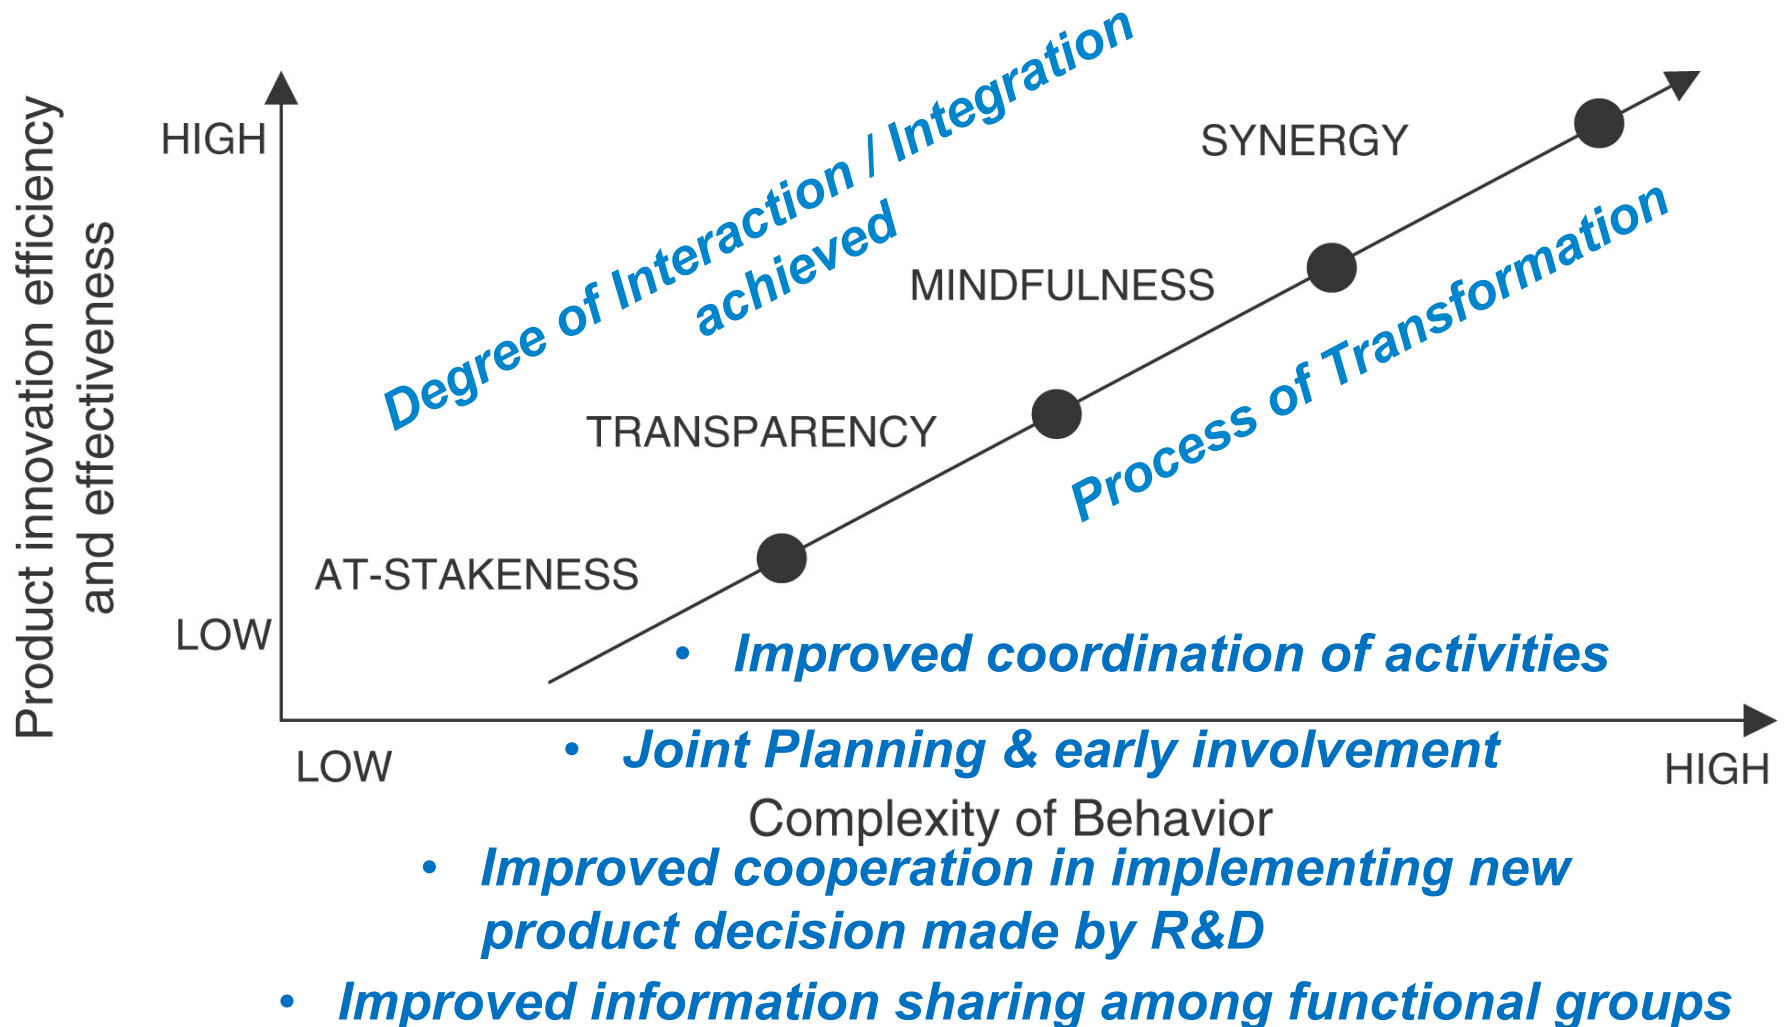 Product innovation efficiency
and effectiveness
HIGH
LOW
Degree of Interaction / Integration
achieved
SYNERGY
MINDFULNESS
Process of Transformation
TRANSPARENCY
AT-STAKENESS
• Improved coordination of activities
• Joint Planning & early involvement
LOW
HIGH
Complexity of Behavior
• Improved cooperation in implementing new
product decision made by R&D
• Improved information sharing among functional groups